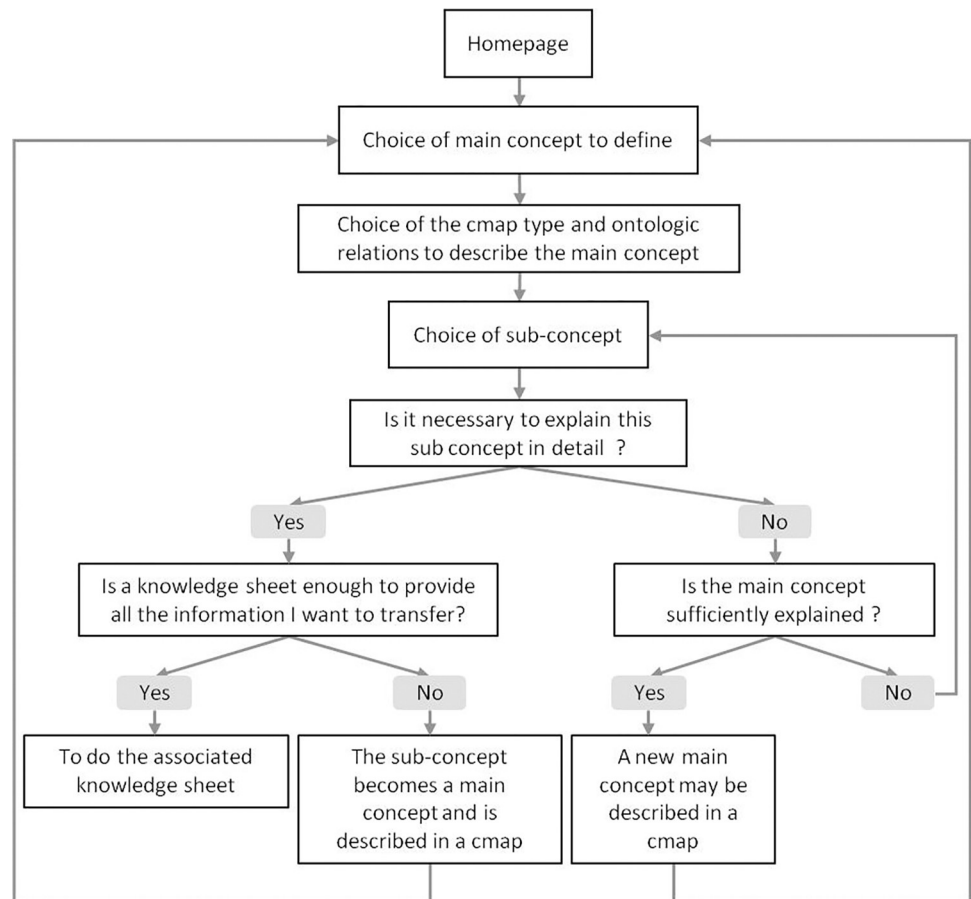 Homepage
Choice of main concept to define
Choice of the cmap type and ontologic
relations to describe the main concept
Choice of sub-concept
Is it necessary to explain this
sub concept in detail ?
Yes
No
Is a knowledge sheet enough to provide
all the information I want to transfer?
Is the main concept
sufficiently explained ?
Yes
No
Yes
No
To do the associated
knowledge sheet
The sub-concept
becomes a main
concept and is
described in a cmap
A new main
concept may be
described in a
cmap